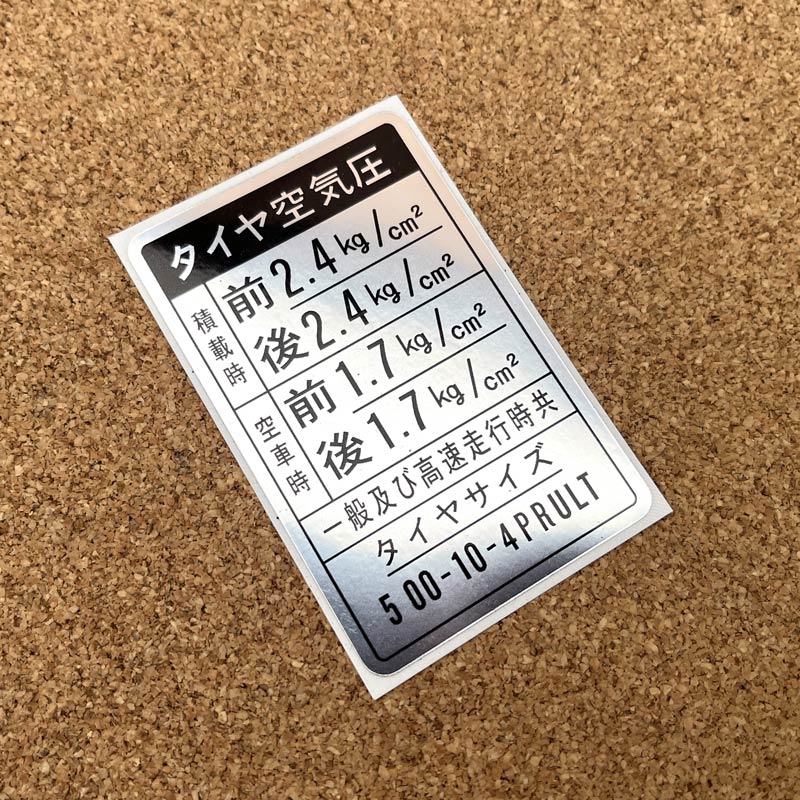 タイヤ空気圧
積載時
前2.4kg/cm²
後2.4kg/cm²
空車時
前1.7kg/cm²
後1.7kg/cm²
一般及び高速走行時共
タイヤサイズ
5 00-10-4PRULT